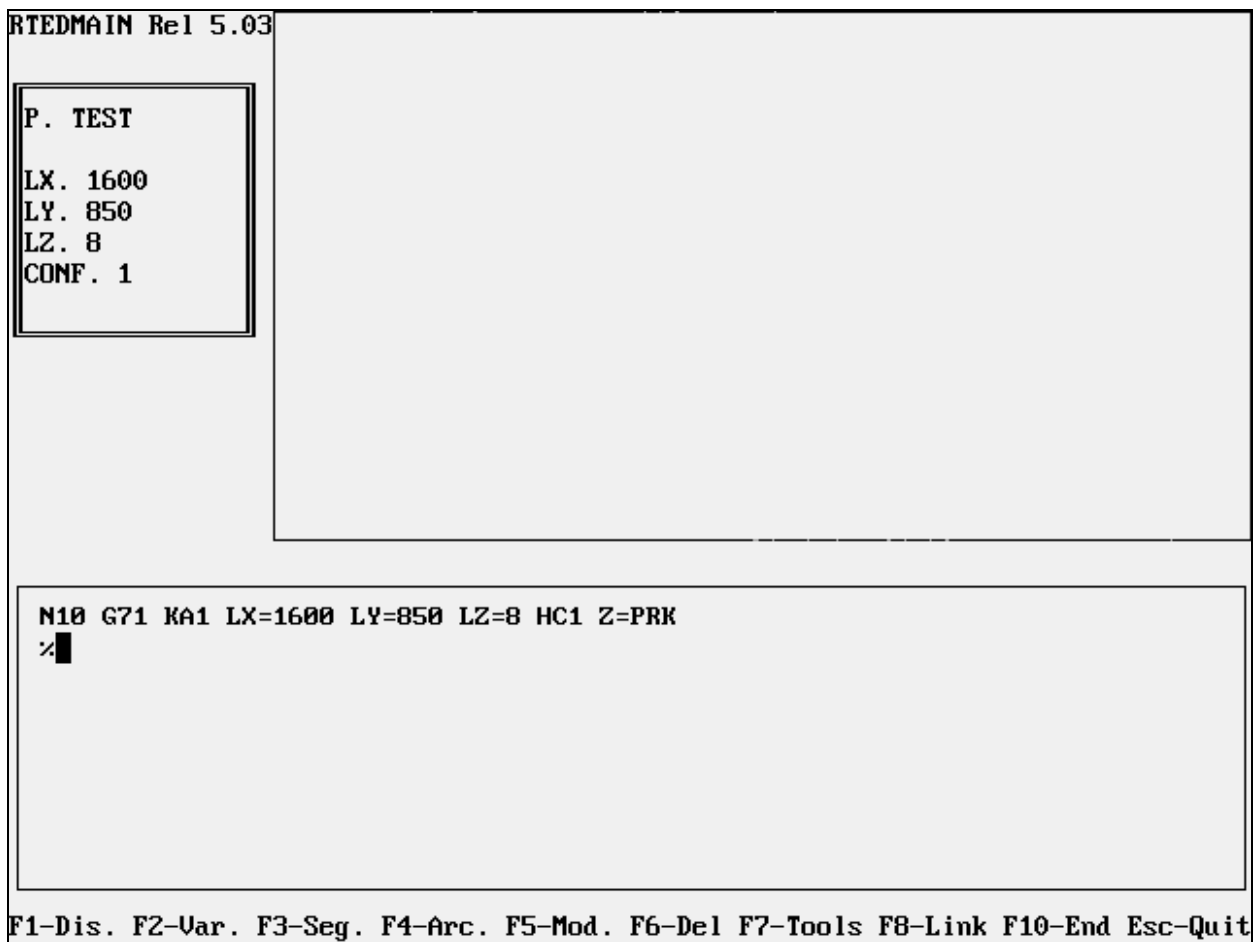 RTEDMAIN Rel 5.03
P. TEST
LX. 1600
LY. 850
LZ. 8
CONF. 1
N10 G71 KA1 LX=1600 LY=850 LZ=8 HC1 Z=PRK
%
F1-Dis. F2-Var. F3-Seg. F4-Arc. F5-Mod. F6-Del F7-Tools F8-Link F10-End Esc-Quit